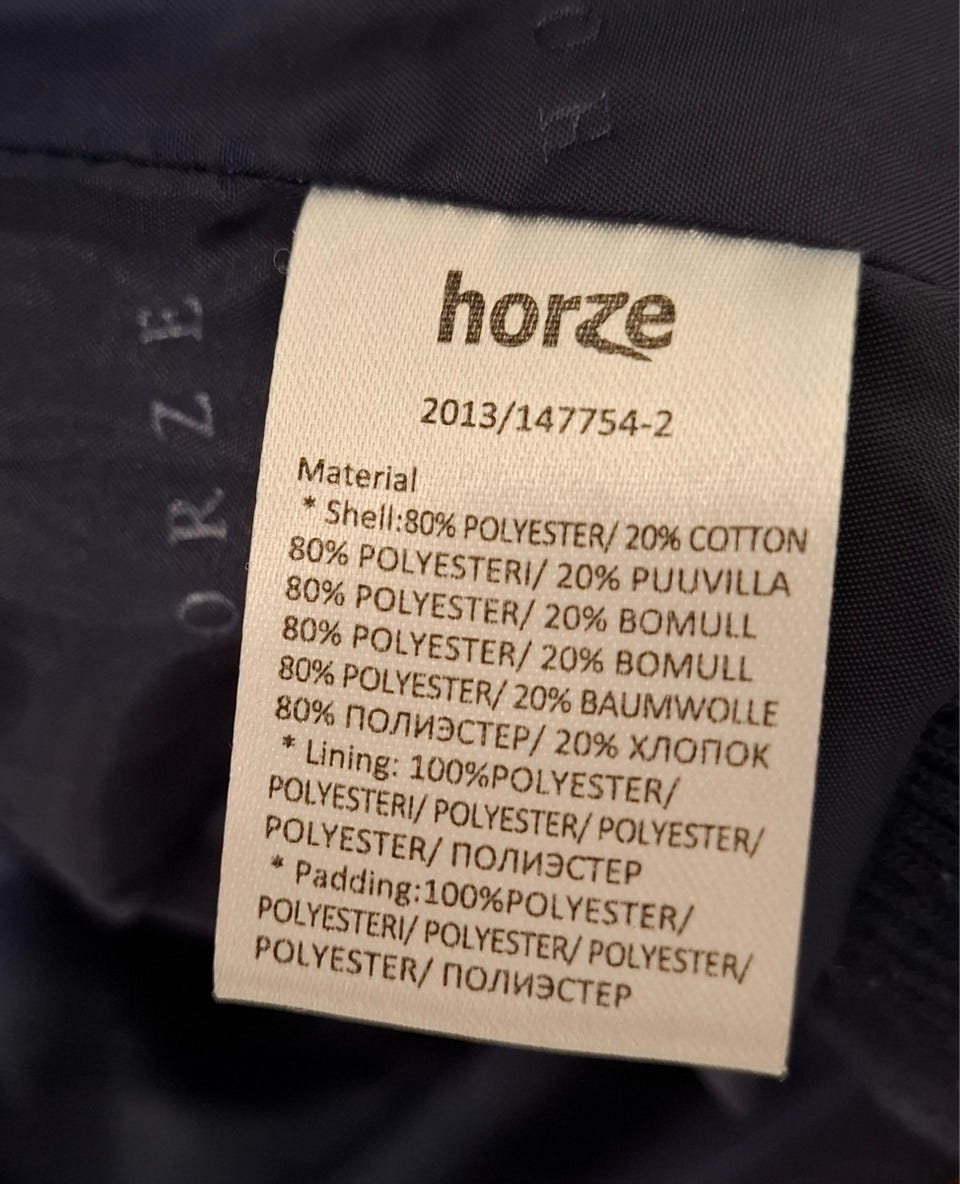 HO
ORZE
horze
2013/147754-2
Material
* Shell:80% POLYESTER/ 20% COTTON
80% POLYESTERI/ 20% PUUVILLA
80% POLYESTER/ 20% BOMULL
80% POLYESTER/ 20% BOMULL
80% POLYESTER/ 20% BAUMWOLLE
80% ПОЛИЭСТЕР/ 20% ХЛОПОК
* Lining: 100%POLYESTER/
POLYESTERI/ POLYESTER/ POLYESTER/
POLYESTER/ ПОЛИЭСТЕР
* Padding:100%POLYESTER/
POLYESTERI/ POLYESTER/ POLYESTER/
POLYESTER/ ПОЛИЭСТЕР